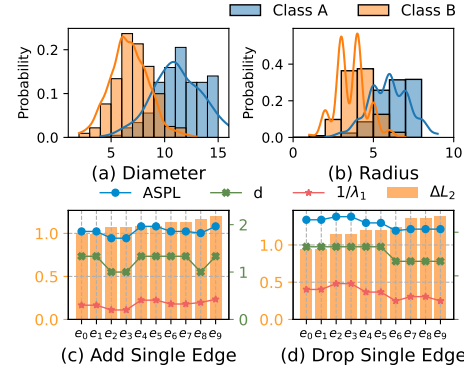 Class A Class B
Probability
0.2
0.1
0.0
5 10 15
(a) Diameter
Probability
0.4
0.2
0.0
0 5 10
(b) Radius
ASPL d 1/λ₁ ΔL₂
1.0
0.5
0.0
2
1
0
e₀ e₁ e₂ e₃ e₄ e₅ e₆ e₇ e₈ e₉
(c) Add Single Edge
1.0
0.5
0.0
e₀ e₁ e₂ e₃ e₄ e₅ e₆ e₇ e₈ e₉
(d) Drop Single Edge